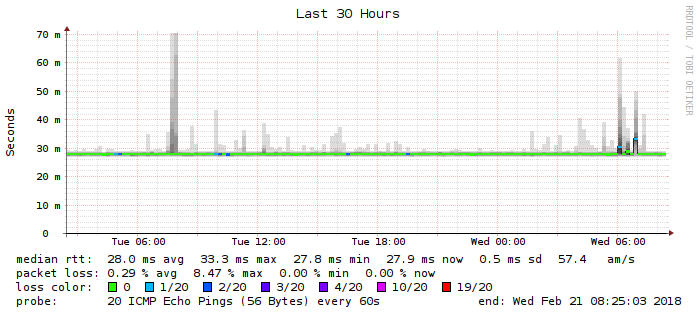 Last 30 Hours
RRDTOOL / TOBI OETIKER
Seconds
70 m
60 m
50 m
40 m
30 m
20 m
10 m
0
Tue 06:00 Tue 12:00 Tue 18:00 Wed 00:00 Wed 06:00
median rtt: 28.0 ms avg 33.3 ms max 27.8 ms min 27.9 ms now 0.5 ms sd 57.4 am/s
packet loss: 0.29 % avg 8.47 % max 0.00 % min 0.00 % now
loss color: 0 1/20 2/20 3/20 4/20 10/20 19/20
probe: 20 ICMP Echo Pings (56 Bytes) every 60s end: Wed Feb 21 08:25:03 2018